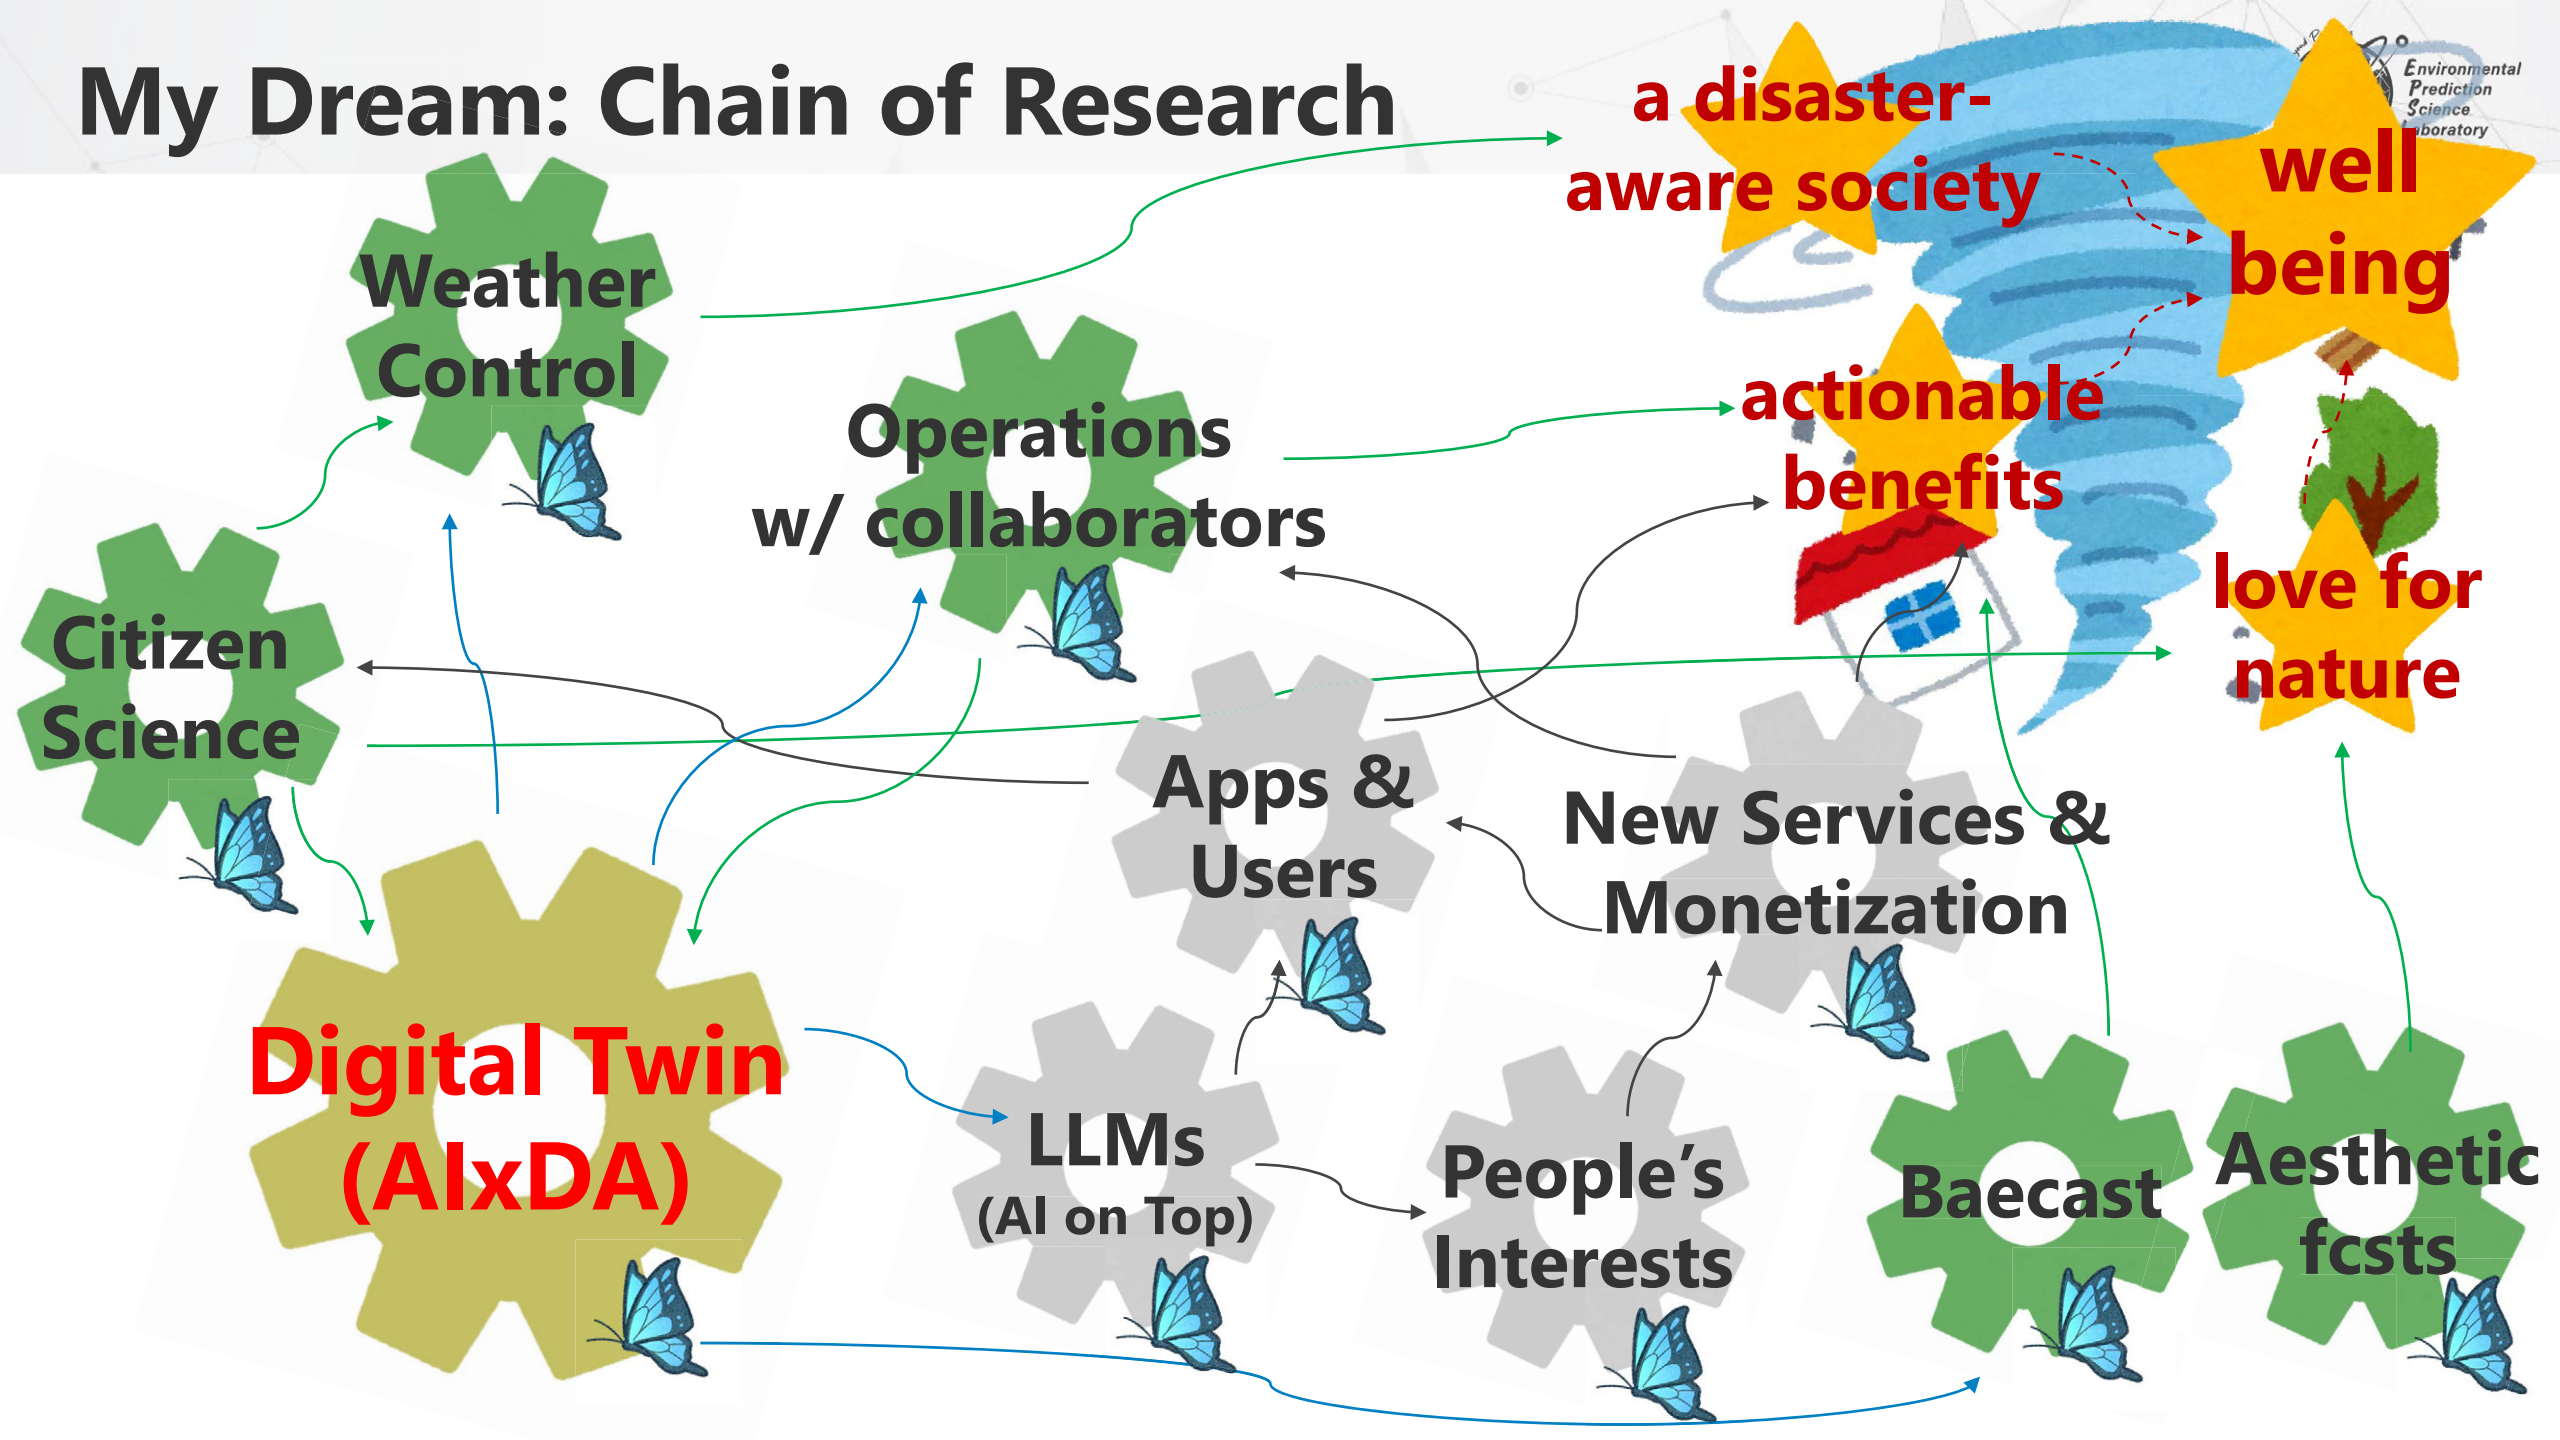 My Dream: Chain of Research
Environmental
Prediction
Science
aboratory
a disaster-
aware society
well
being
Weather
Control
Operations
w/ collaborators
actionable
benefits
love for
nature
Citizen
Science
Apps &
Users
New Services &
Monetization
Digital Twin
(AIxDA)
LLMs
(AI on Top)
People's
Interests
Baecast
Aesthetic
fcsts